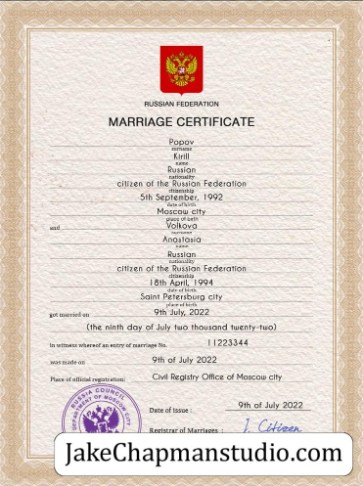 RUSSIAN FEDERATION
MARRIAGE CERTIFICATE
Popov
surname
Kirill
name
Russian
nationality
citizen of the Russian Federation
citizenship
5th September, 1992
date of birth
Moscow city
place of birth
and Volkova
surname
Anastasia
name
Russian
nationality
citizen of the Russian Federation
citizenship
18th April, 1994
date of birth
Saint Petersburg city
place of birth
got married on 9th July, 2022
(the ninth day of July two thousand twenty-two)
In witness whereof an entry of marriage No. 11223344
was made on 9th of July 2022
Place of official registration: Civil Registry Office of Moscow city
RUSSIA COUNCIL
DEPARTMENT OF MOSCOW CITY
Date of Issue : 9th of July 2022
Registrar of Marriages : J. Citizen
JakeChapmanstudio.com